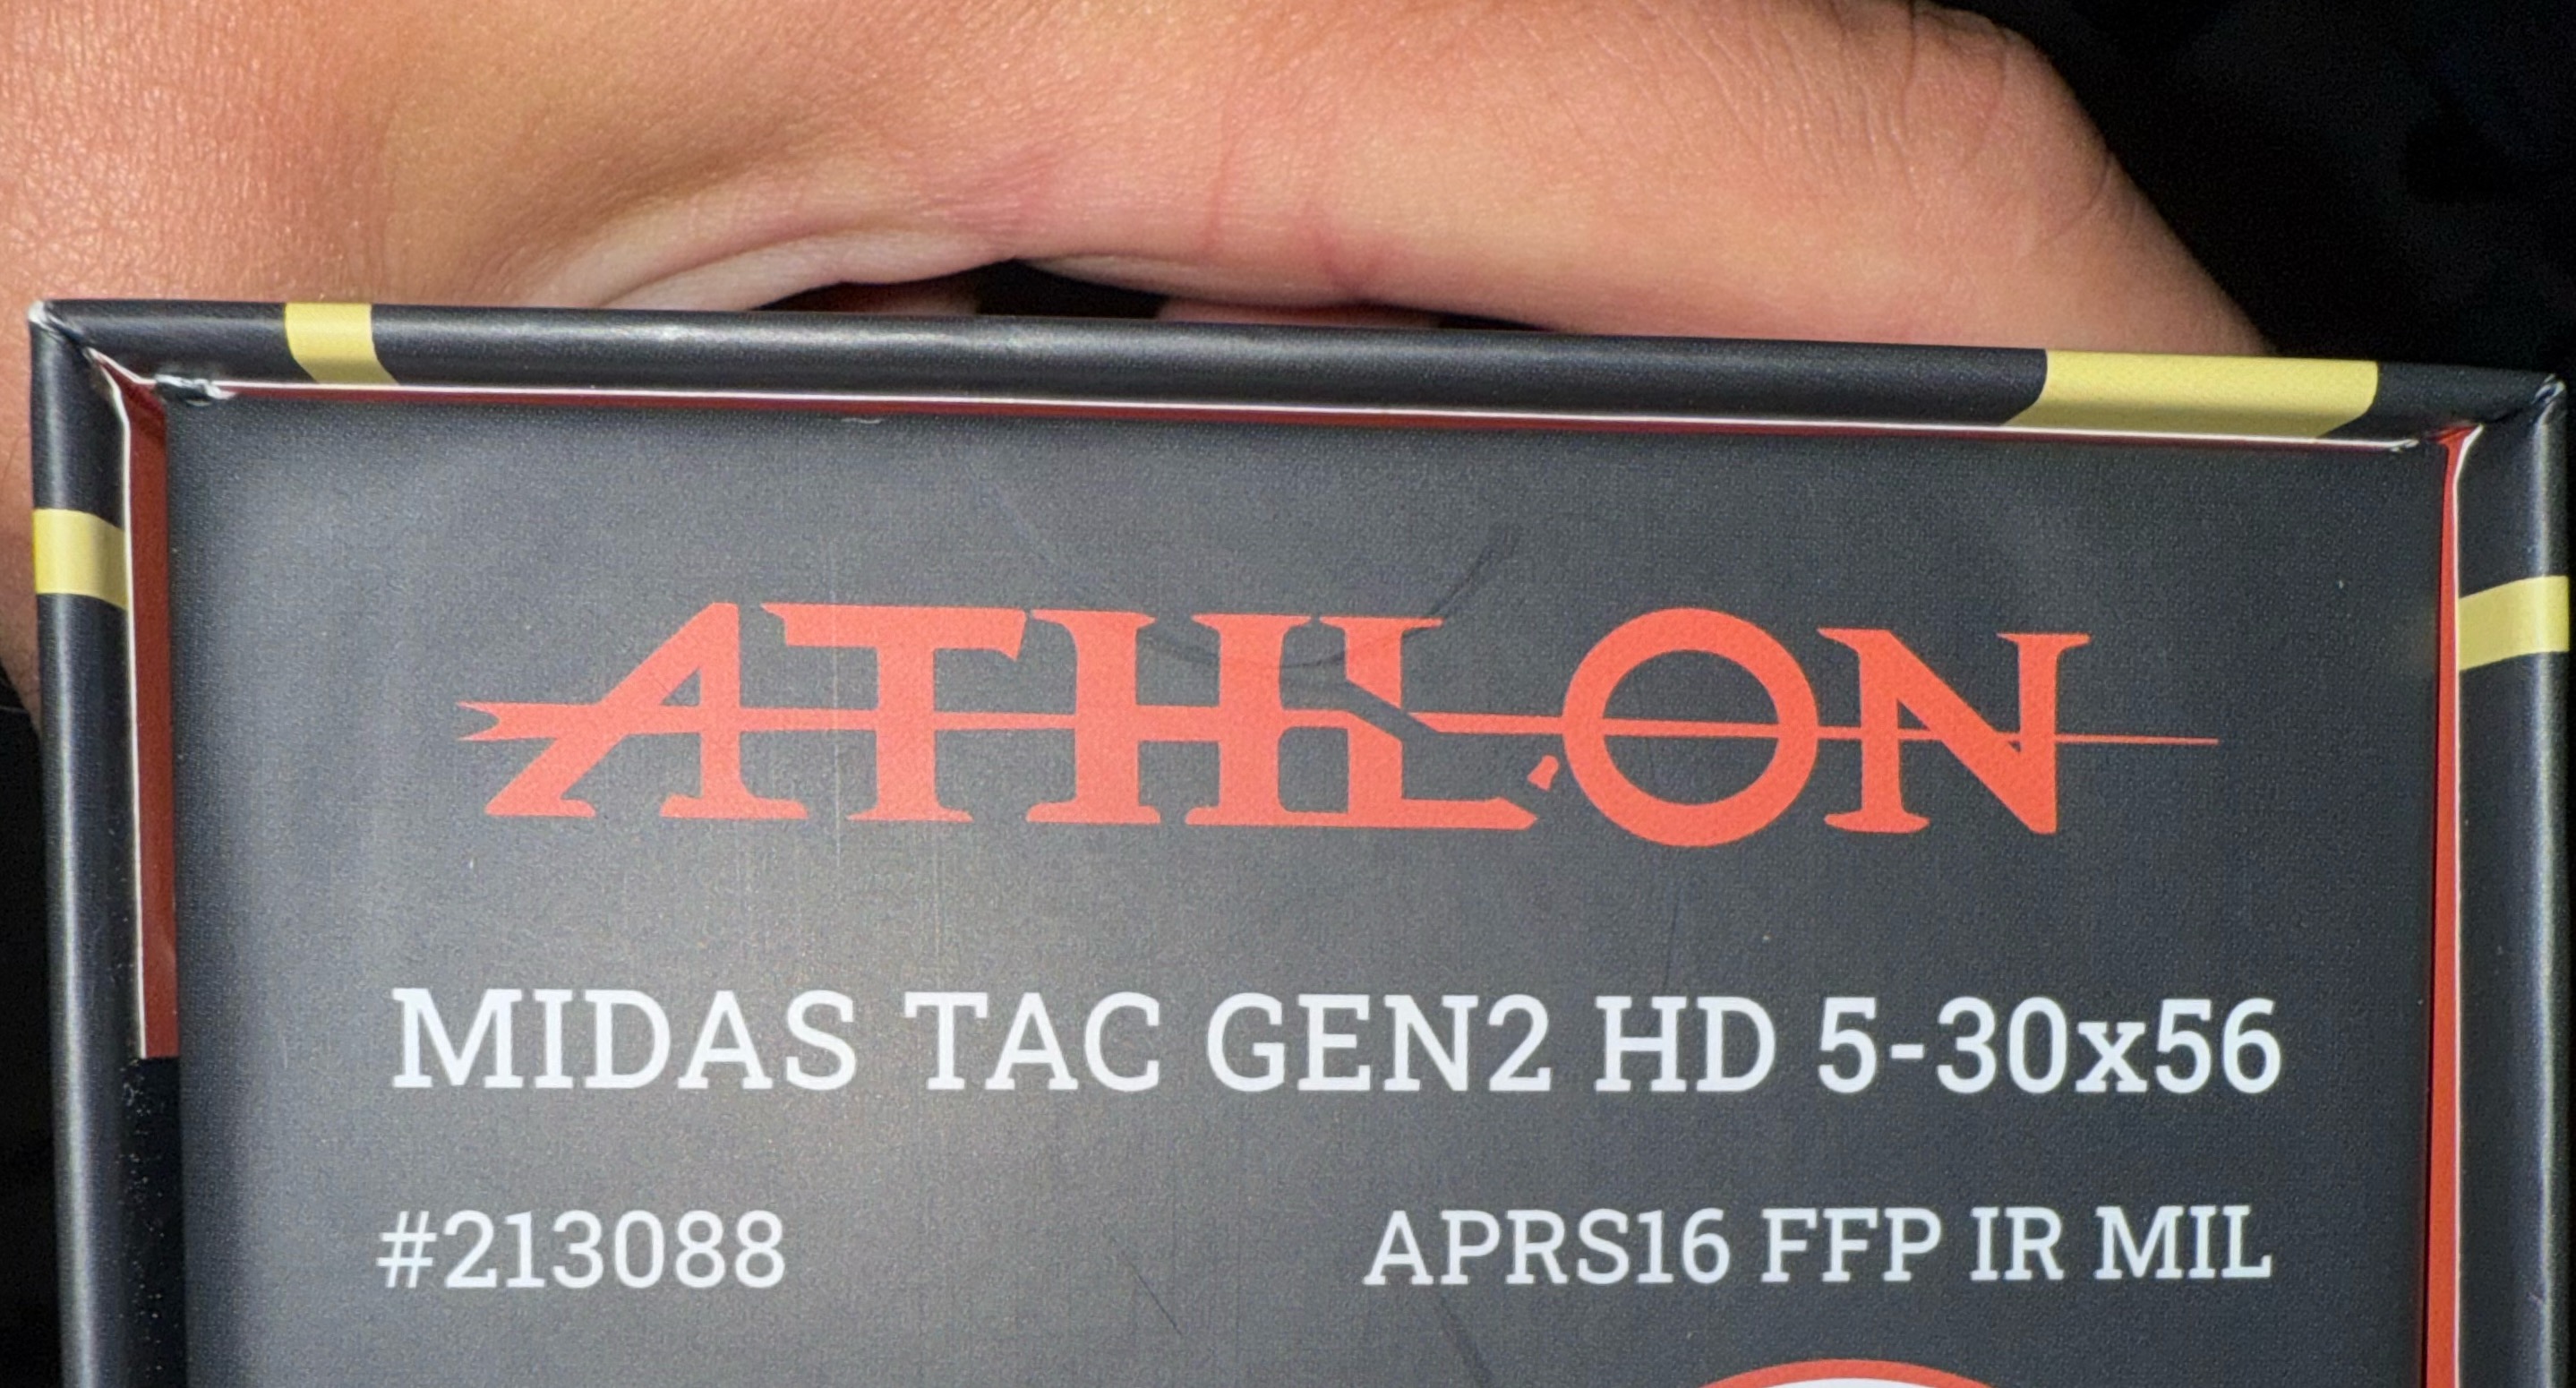 ATHLON
MIDAS TAC GEN2 HD 5-30x56
#213088 APRS16 FFP IR MIL